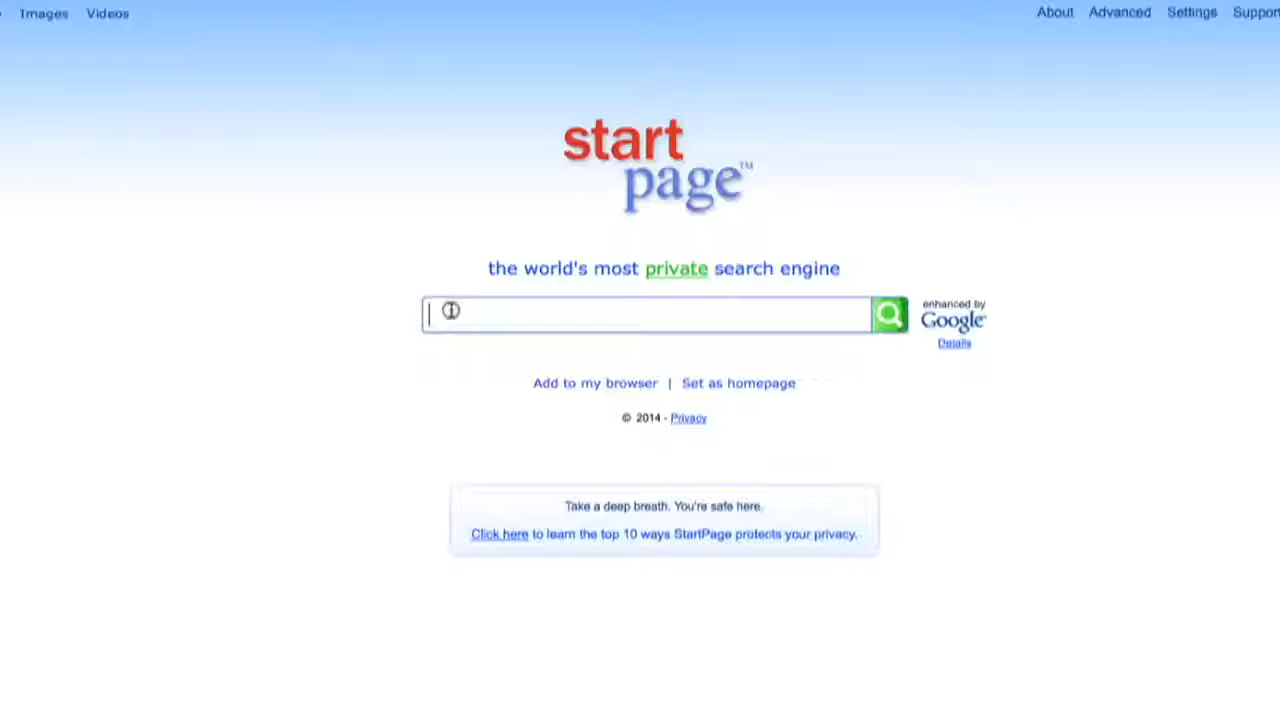 Images Videos About Advanced Settings Suppor
start
page™
the world's most private search engine
enhanced by
Google
Details
Add to my browser | Set as homepage
© 2014 - Privacy
Take a deep breath. You're safe here.
Click here to learn the top 10 ways StartPage protects your privacy.